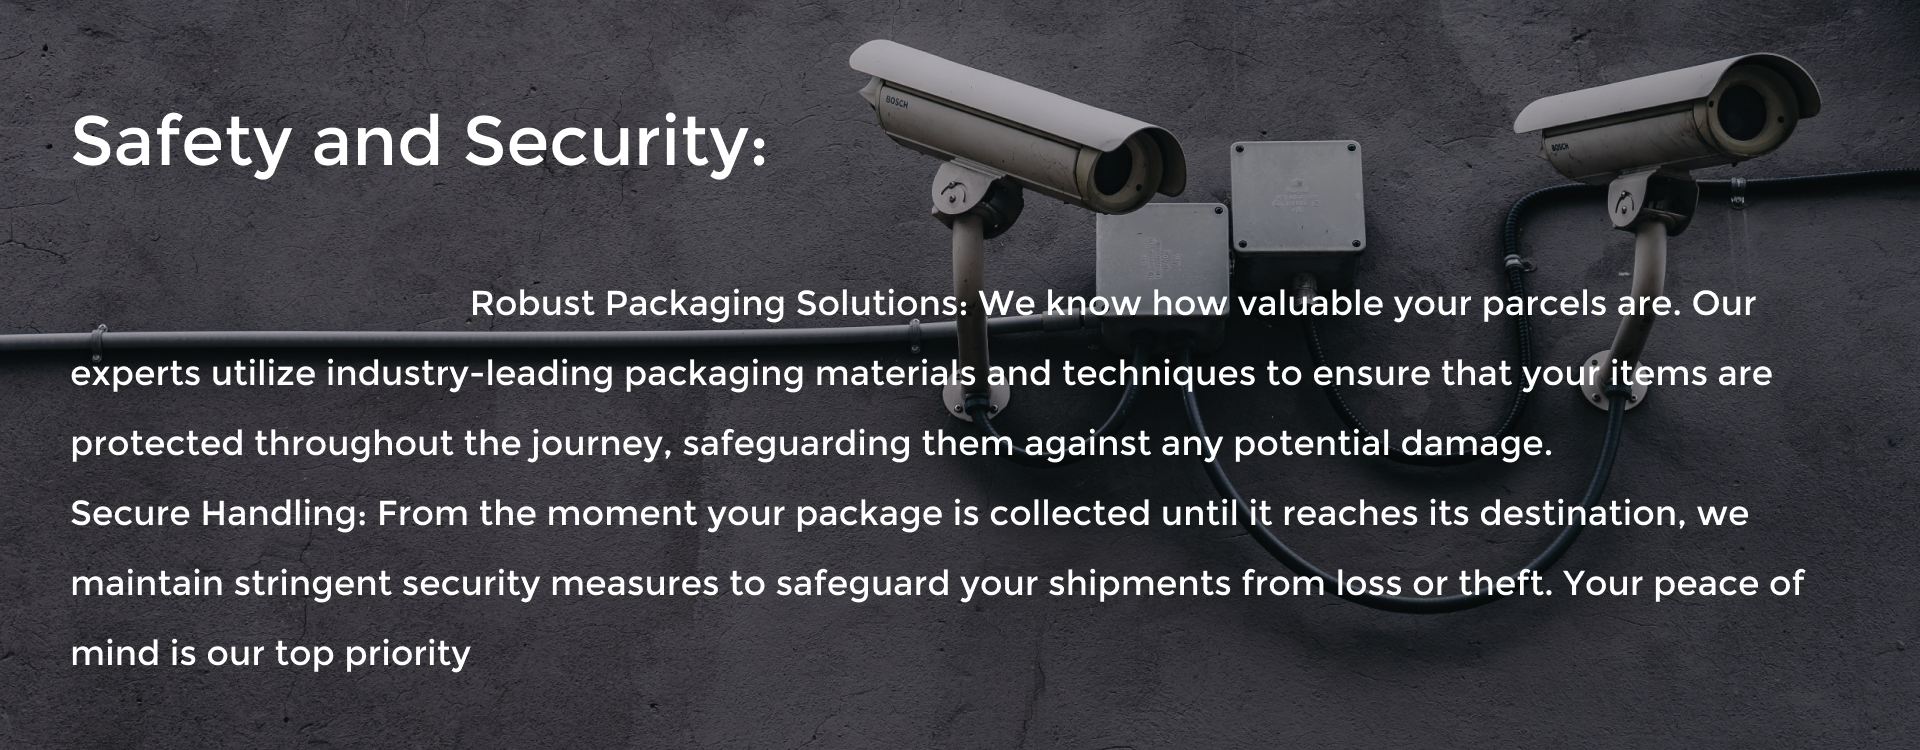 Safety and Security:
BOSCH
BOSCH
Robust Packaging Solutions: We know how valuable your parcels are. Our
experts utilize industry-leading packaging materials and techniques to ensure that your items are
protected throughout the journey, safeguarding them against any potential damage.
Secure Handling: From the moment your package is collected until it reaches its destination, we
maintain stringent security measures to safeguard your shipments from loss or theft. Your peace of
mind is our top priority